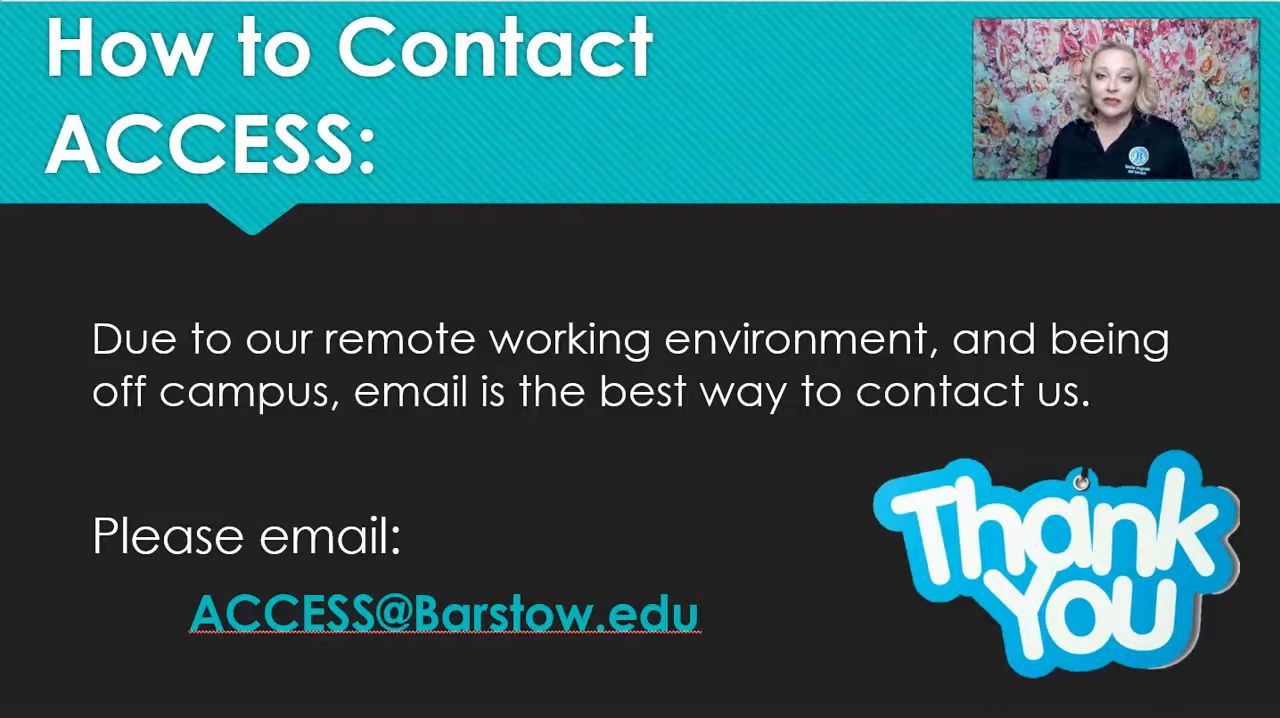 How to Contact
ACCESS:
Due to our remote working environment, and being
off campus, email is the best way to contact us.
Please email:
ACCESS@Barstow.edu
Thank
You